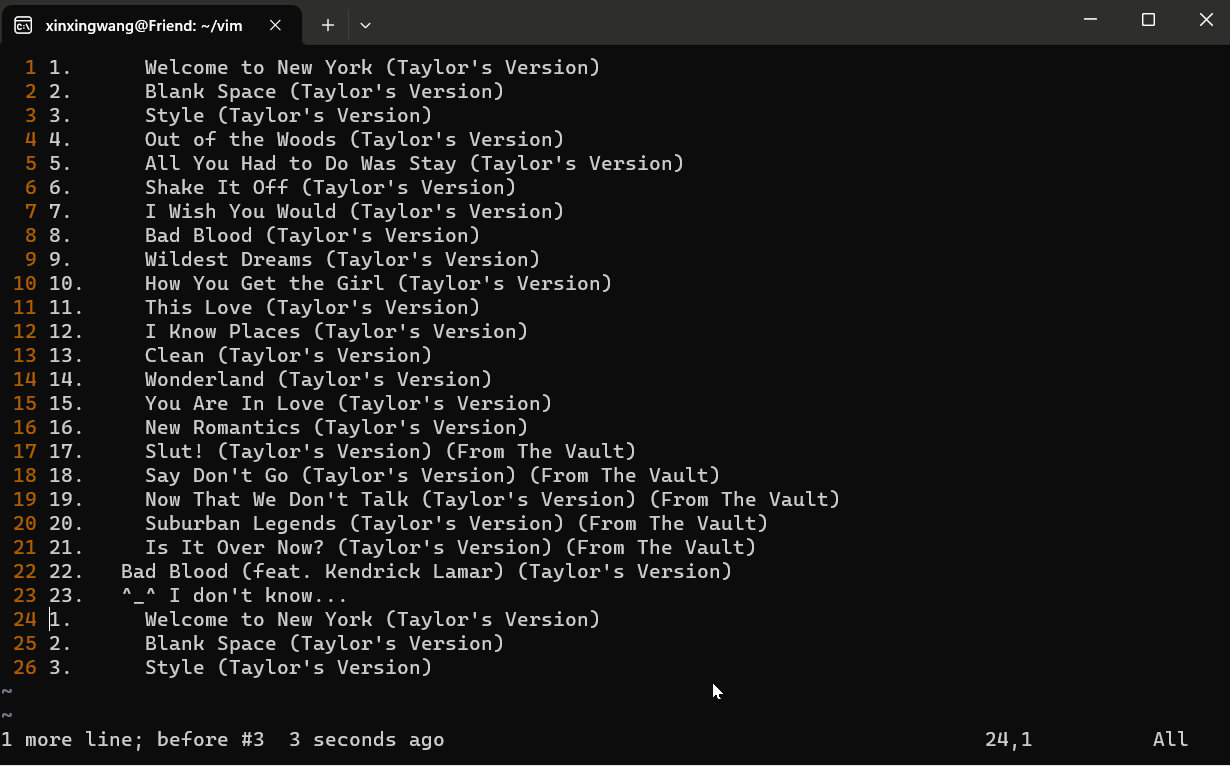 xinxingwang@Friend: ~/vim
1 1.      Welcome to New York (Taylor's Version)
2 2.      Blank Space (Taylor's Version)
3 3.      Style (Taylor's Version)
4 4.      Out of the Woods (Taylor's Version)
5 5.      All You Had to Do Was Stay (Taylor's Version)
6 6.      Shake It Off (Taylor's Version)
7 7.      I Wish You Would (Taylor's Version)
8 8.      Bad Blood (Taylor's Version)
9 9.      Wildest Dreams (Taylor's Version)
10 10.     How You Get the Girl (Taylor's Version)
11 11.     This Love (Taylor's Version)
12 12.     I Know Places (Taylor's Version)
13 13.     Clean (Taylor's Version)
14 14.     Wonderland (Taylor's Version)
15 15.     You Are In Love (Taylor's Version)
16 16.     New Romantics (Taylor's Version)
17 17.     Slut! (Taylor's Version) (From The Vault)
18 18.     Say Don't Go (Taylor's Version) (From The Vault)
19 19.     Now That We Don't Talk (Taylor's Version) (From The Vault)
20 20.     Suburban Legends (Taylor's Version) (From The Vault)
21 21.     Is It Over Now? (Taylor's Version) (From The Vault)
22 22.   Bad Blood (feat. Kendrick Lamar) (Taylor's Version)
23 23.   ^_^ I don't know...
24 1.      Welcome to New York (Taylor's Version)
25 2.      Blank Space (Taylor's Version)
26 3.      Style (Taylor's Version)
~
~
1 more line; before #3  3 seconds ago 24,1 All